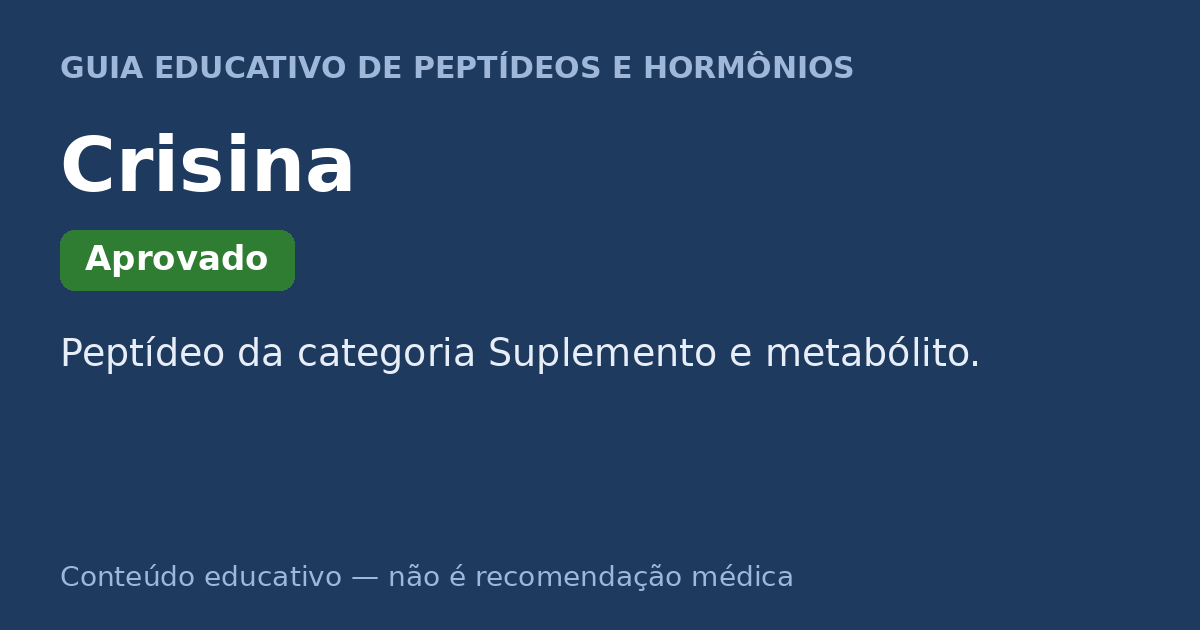 GUIA EDUCATIVO DE PEPTÍDEOS E HORMÔNIOS
Crisina
Aprovado
Peptídeo da categoria Suplemento e metabólito.
Conteúdo educativo — não é recomendação médica